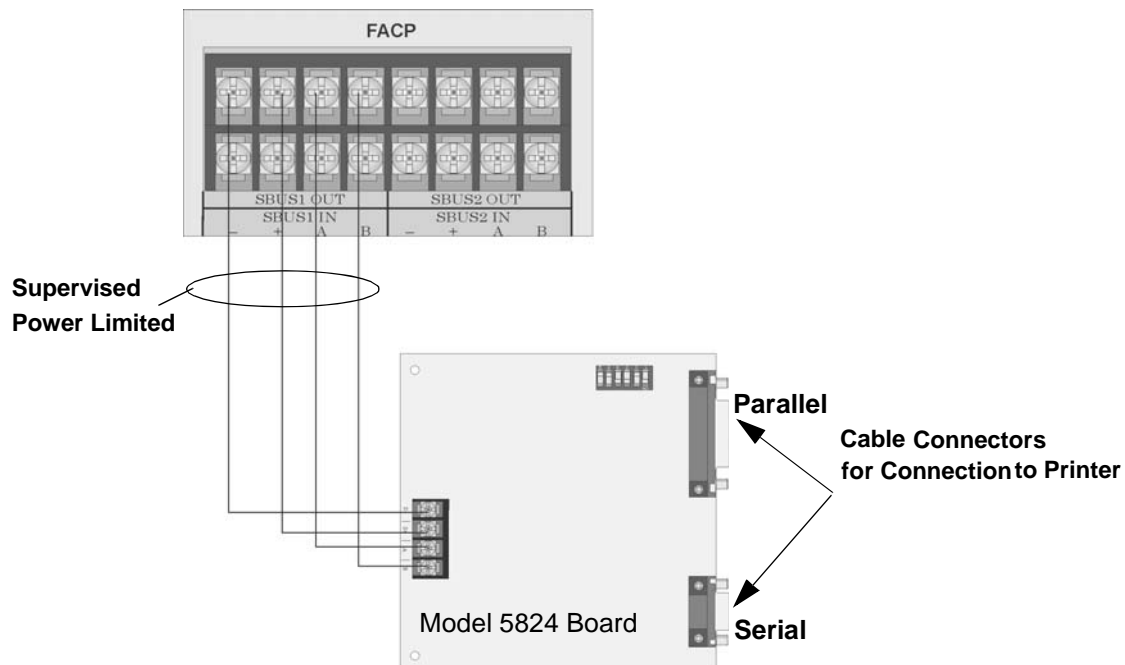 FACP
SBUS1 OUT SBUS2 OUT
SBUS1 IN SBUS2 IN
− + A B − + A B
Supervised
Power Limited
Parallel
Cable Connectors
for Connection to Printer
Model 5824 Board
Serial